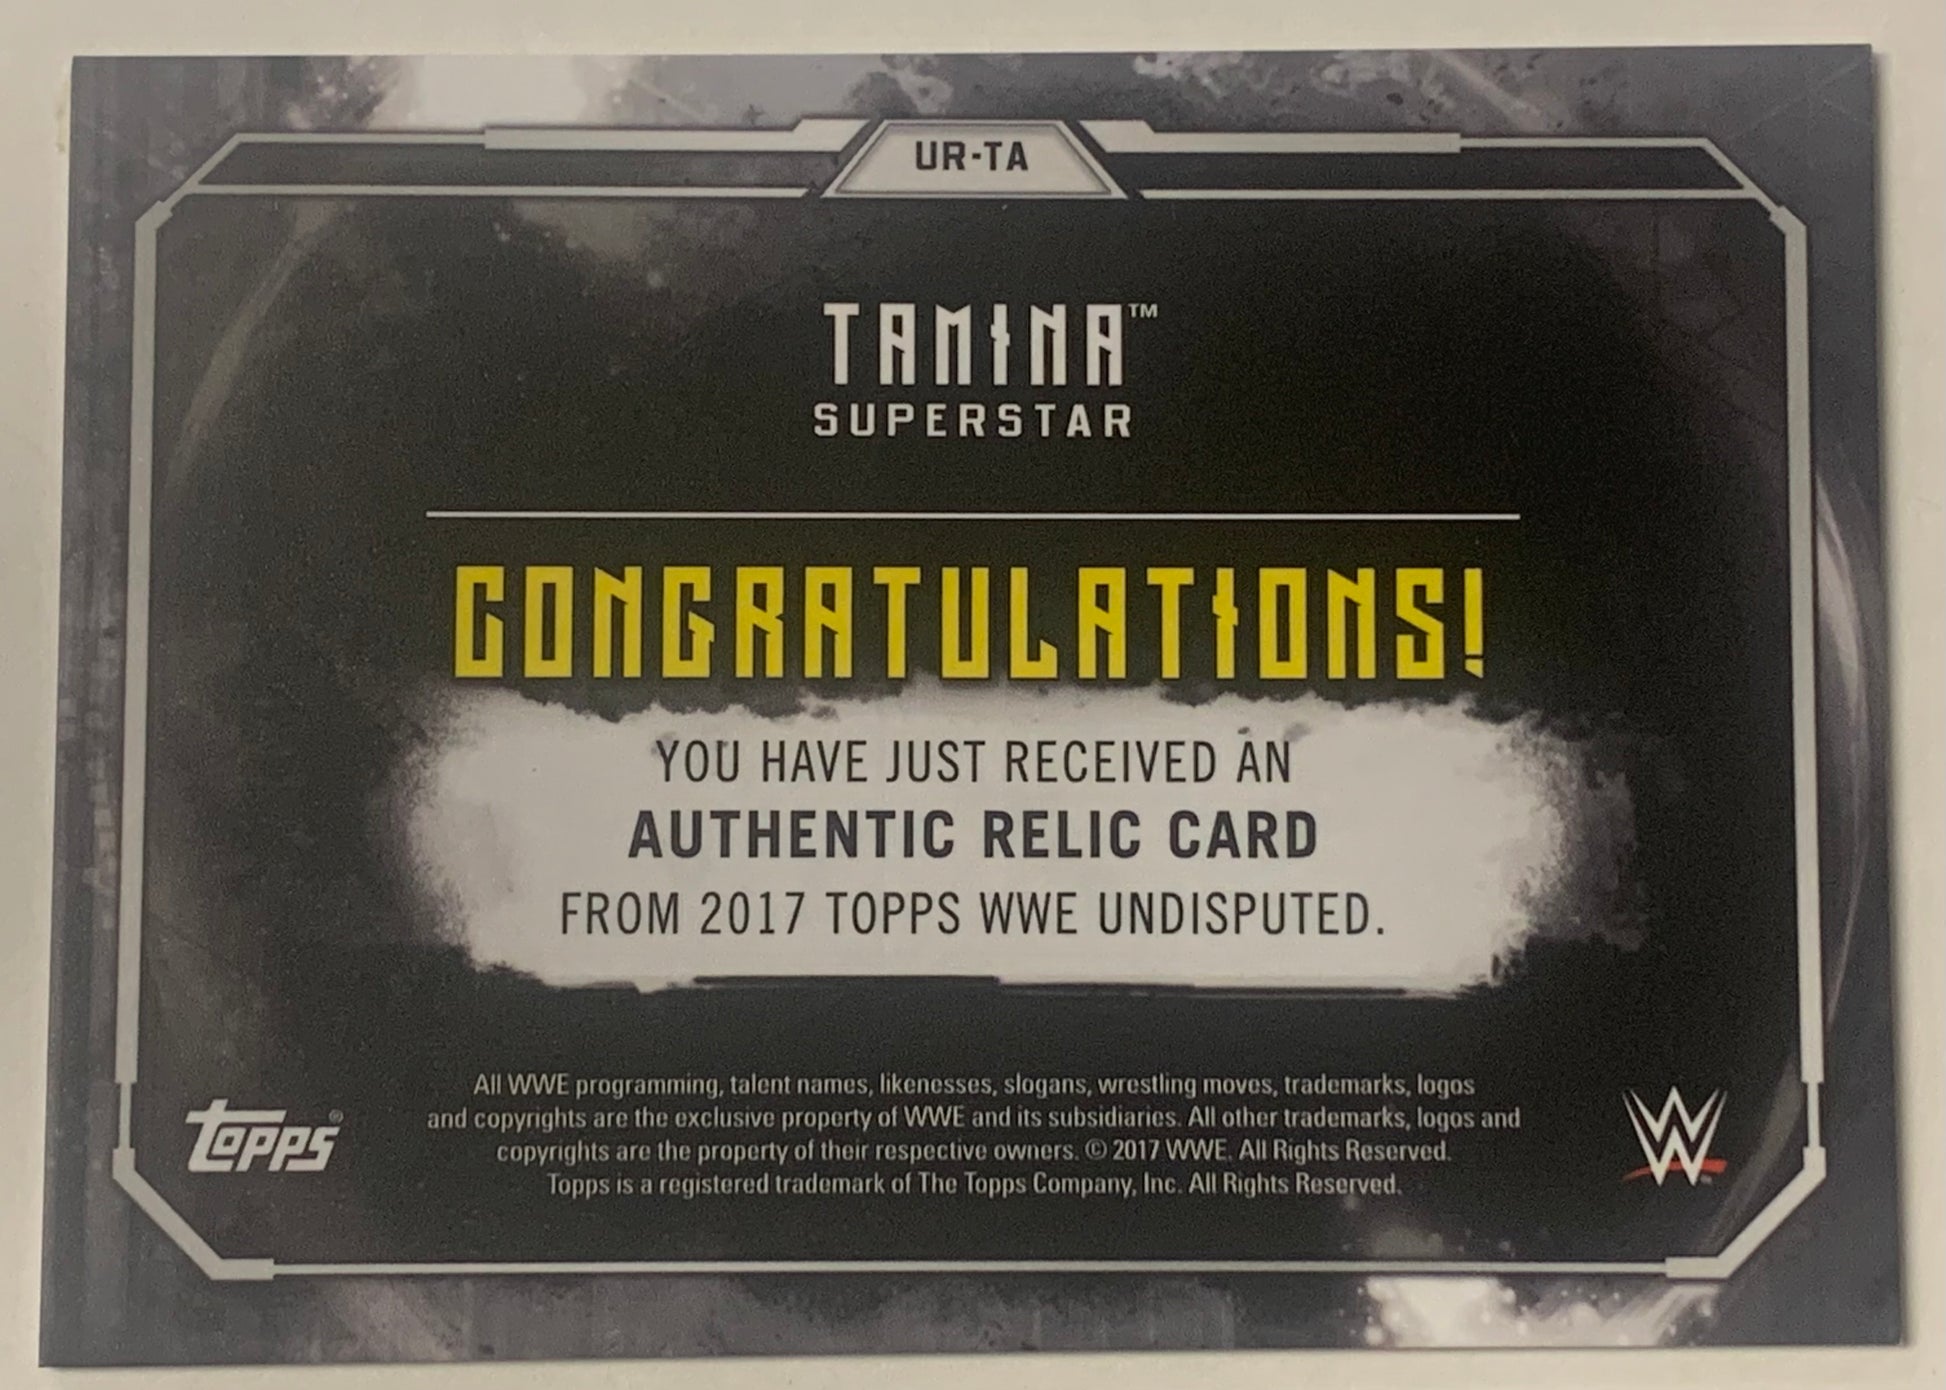 UR-TA
TAMINA™
SUPERSTAR
CONGRATULATIONS!
YOU HAVE JUST RECEIVED AN
AUTHENTIC RELIC CARD
FROM 2017 TOPPS WWE UNDISPUTED.
All WWE programming, talent names, likenesses, slogans, wrestling moves, trademarks, logos
and copyrights are the exclusive property of WWE and its subsidiaries. All other trademarks, logos and
copyrights are the property of their respective owners. © 2017 WWE. All Rights Reserved.
Topps is a registered trademark of The Topps Company, Inc. All Rights Reserved.
topps®
W